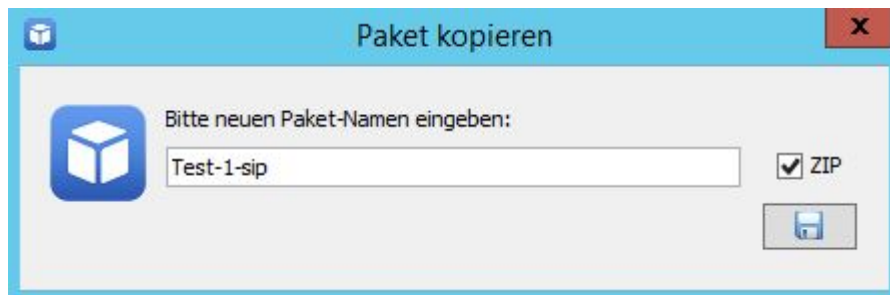 Paket kopieren
x
Bitte neuen Paket-Namen eingeben:
Test-1-sip
ZIP